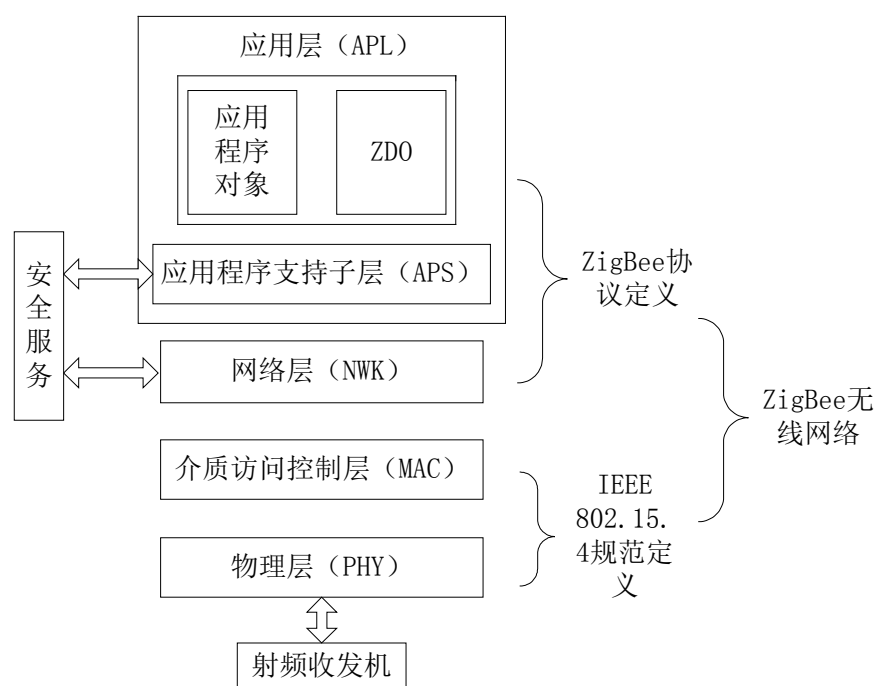 应用层（APL）
应用
程序
对象
ZDO
应用程序支持子层（APS）
安
全
服
务
网络层（NWK）
介质访问控制层（MAC）
物理层（PHY）
射频收发机
ZigBee协
议定义
IEEE
802.15.
4规范定
义
ZigBee无
线网络